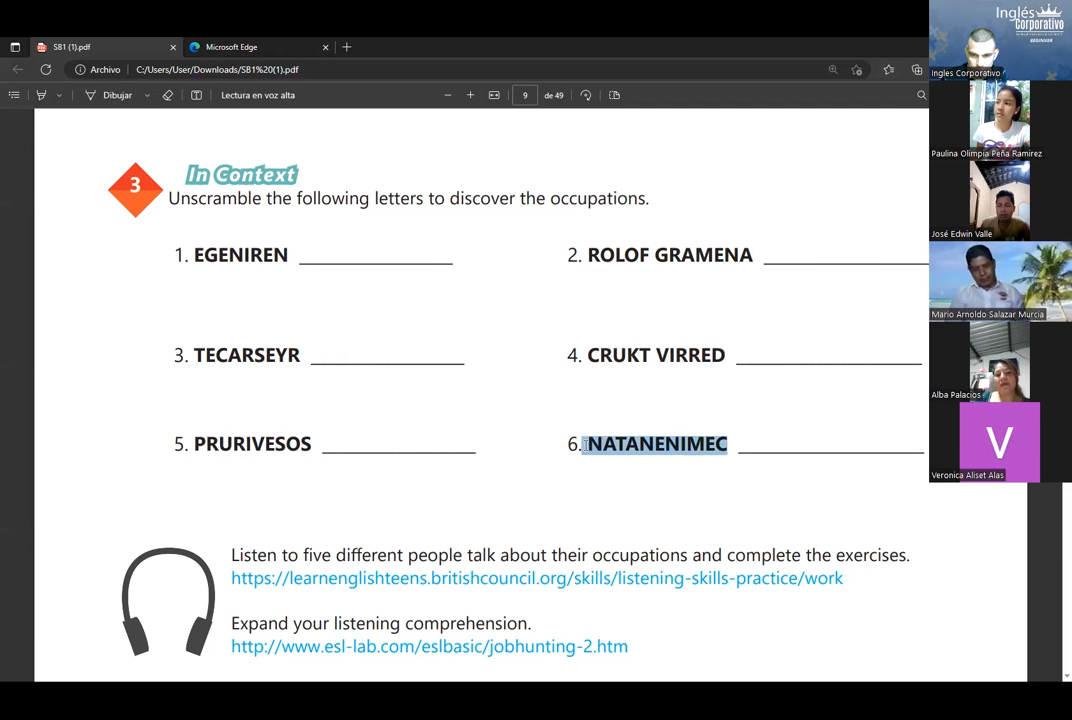 SB1 (1).pdf
Microsoft Edge
Archivo
C:/Users/User/Downloads/SB1%20(1).pdf
Dibujar
Lectura en voz alta
9
de 49
Inglés
Corporativo
BEGINNER
Ingles Corporativo
Paulina Olimpia Peña Ramirez
José Edwin Valle
Mario Arnoldo Salazar Murcia
Alba Palacios
V
Veronica Aliset Alas
3
In Context
Unscramble the following letters to discover the occupations.
1. EGENIREN
2. ROLOF GRAMENA
3. TECARSEYR
4. CRUKT VIRRED
5. PRURIVESOS
6. NATANENIMEC
Listen to five different people talk about their occupations and complete the exercises.
https://learnenglishteens.britishcouncil.org/skills/listening-skills-practice/work
Expand your listening comprehension.
http://www.esl-lab.com/eslbasic/jobhunting-2.htm